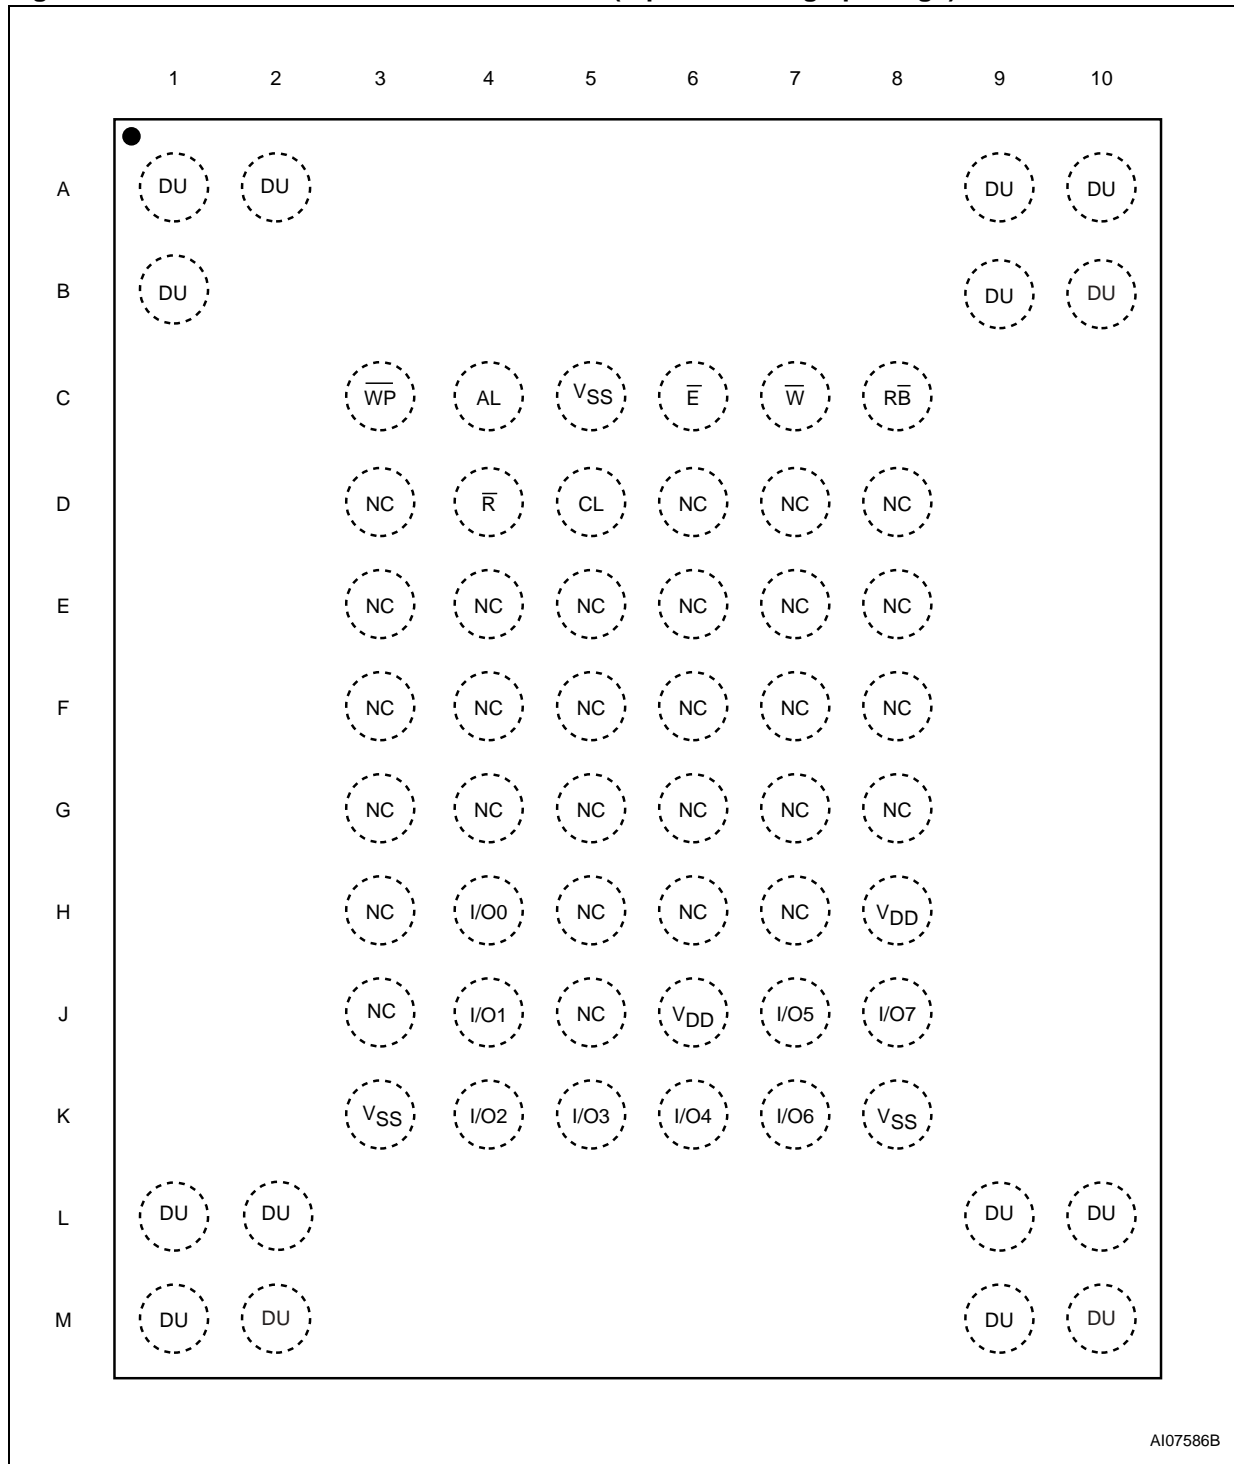 1 2 3 4 5 6 7 8 9 10
A DU DU DU DU
B DU DU DU
C W̅P̅ AL VSS E̅ W̅ RB̅
D NC R̅ CL NC NC NC
E NC NC NC NC NC NC
F NC NC NC NC NC NC
G NC NC NC NC NC NC
H NC I/O0 NC NC NC VDD
J NC I/O1 NC VDD I/O5 I/O7
K VSS I/O2 I/O3 I/O4 I/O6 VSS
L DU DU DU DU
M DU DU DU DU
AI07586B